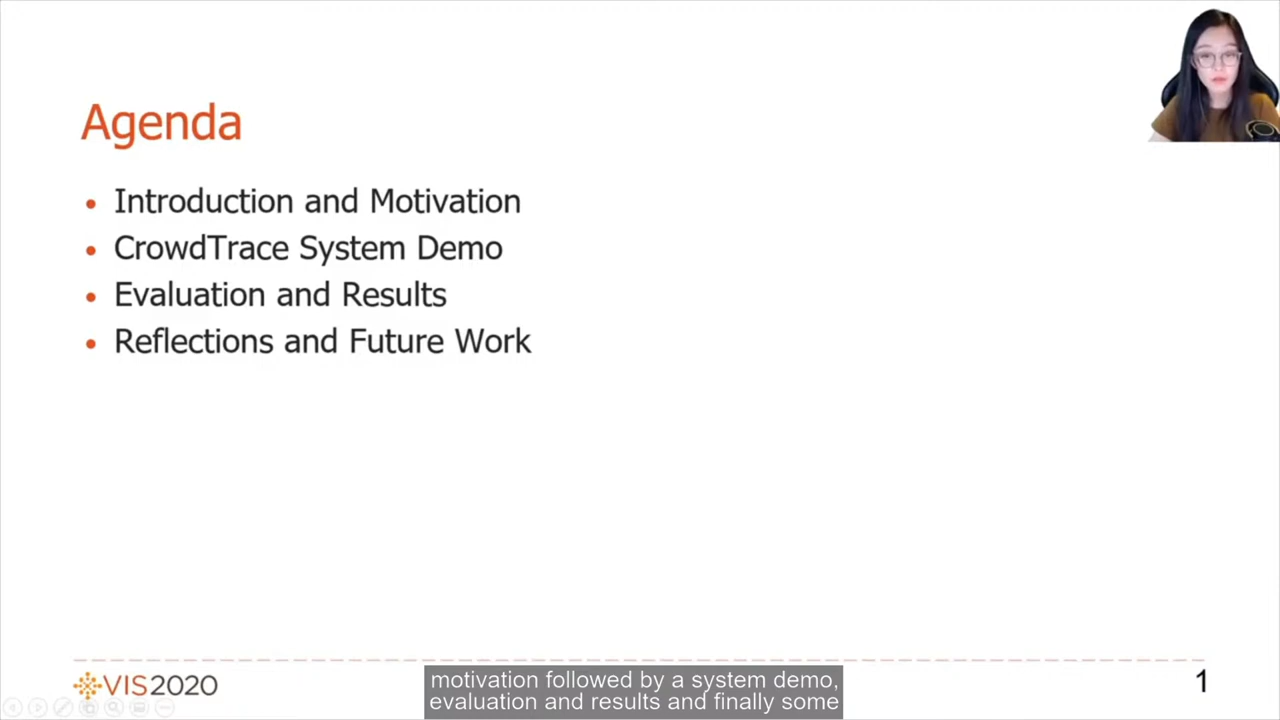 Agenda
• Introduction and Motivation
• CrowdTrace System Demo
• Evaluation and Results
• Reflections and Future Work
VIS2020
motivation followed by a system demo,
evaluation and results and finally some
1